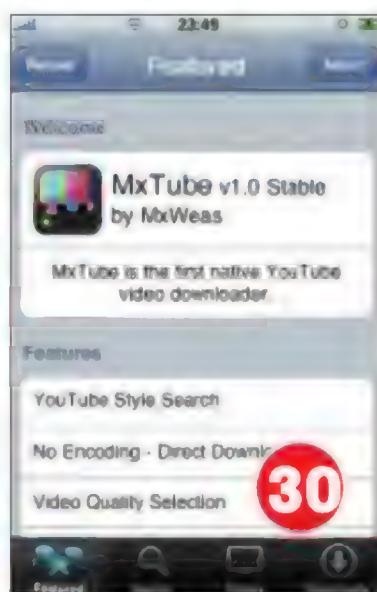 23:49
Featured
Welcome
MxTube v1.0 Stable
by MxWeas
MxTube is the first native YouTube
video downloader.
Features
YouTube Style Search
No Encoding - Direct Downlo
30
Video Quality Selection
Featured